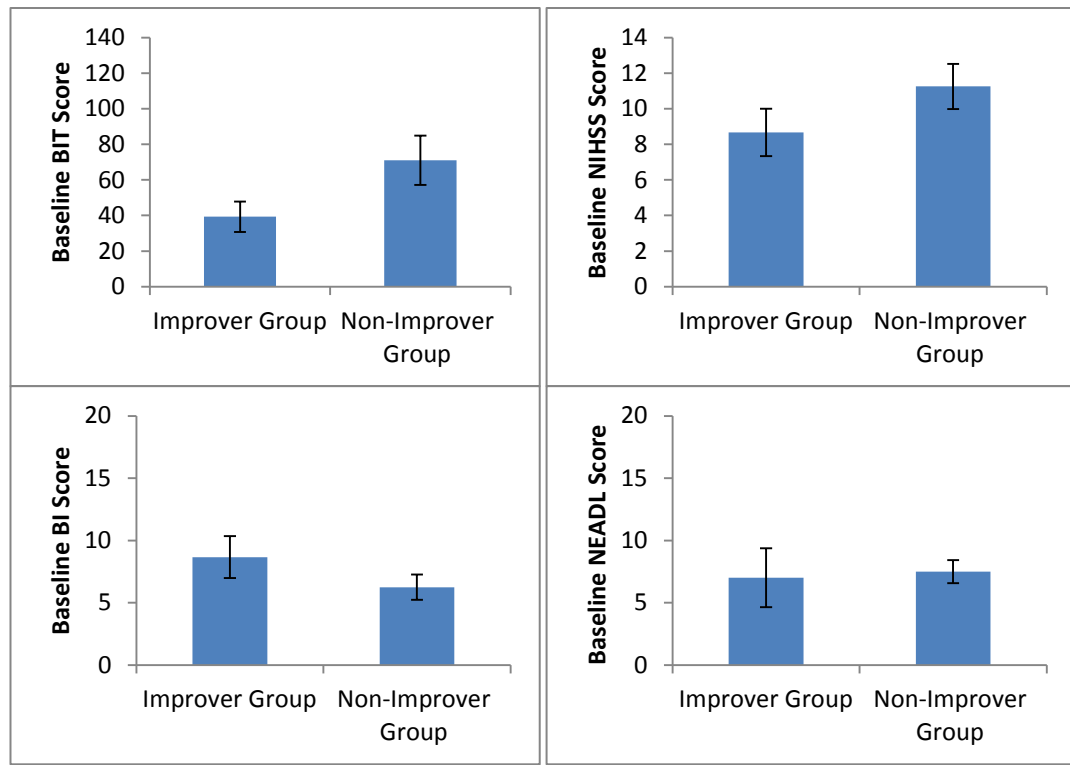 Baseline BIT Score
140
120
100
80
60
40
20
0
Improver Group
Non-Improver
Group
Baseline NIHSS Score
14
12
10
8
6
4
2
0
Improver Group
Non-Improver
Group
Baseline BI Score
20
15
10
5
0
Improver Group
Non-Improver
Group
Baseline NEADL Score
20
15
10
5
0
Improver Group
Non-Improver
Group